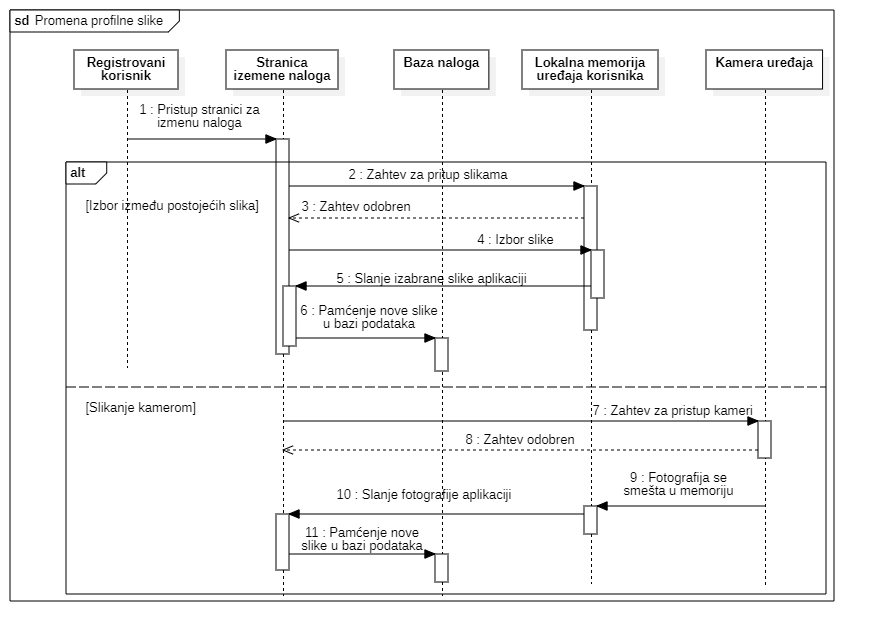 sd Promena profilne slike
Registrovani
korisnik
Stranica
izemene naloga
Baza naloga
Lokalna memorija
uređaja korisnika
Kamera uređaja
1 : Pristup stranici za
izmenu naloga
alt
2 : Zahtev za pritup slikama
[Izbor između postojećih slika]
3 : Zahtev odobren
4 : Izbor slike
5 : Slanje izabrane slike aplikaciji
6 : Pamćenje nove slike
u bazi podataka
[Slikanje kamerom]
7 : Zahtev za pristup kameri
8 : Zahtev odobren
9 : Fotografija se
smešta u memoriju
10 : Slanje fotografije aplikaciji
11 : Pamćenje nove
slike u bazi podataka